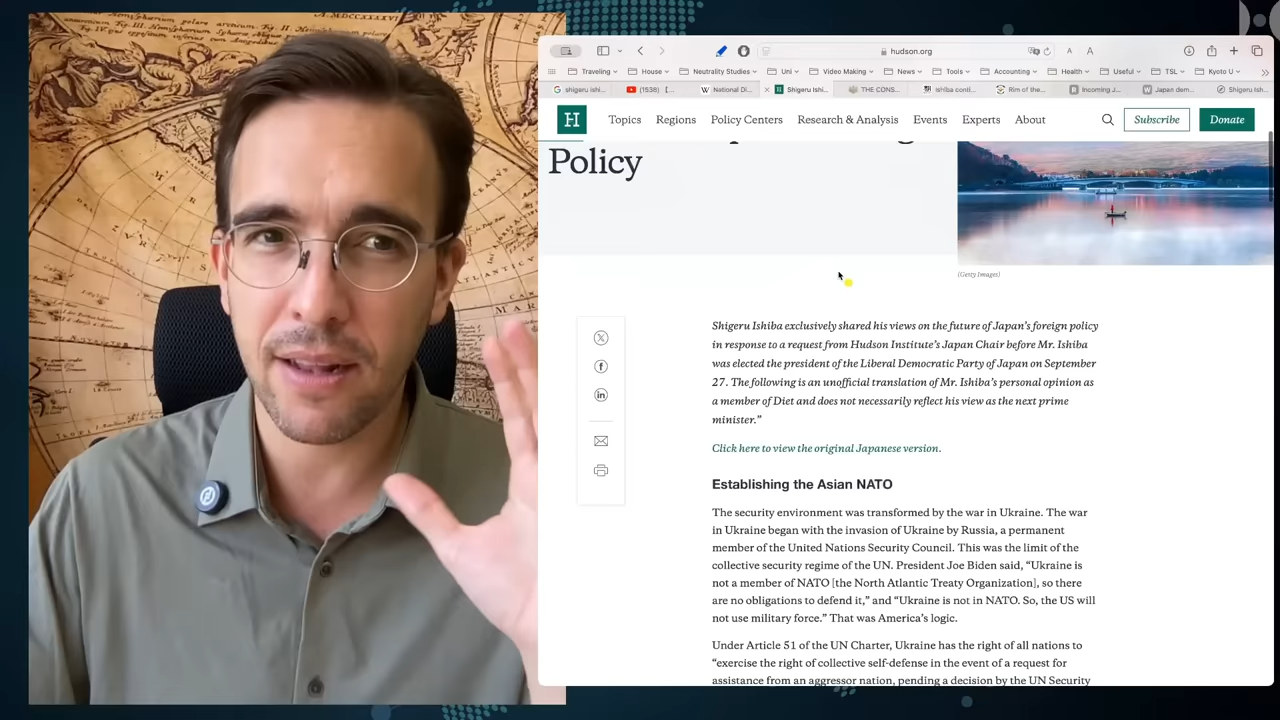 hudson.org
A A
Traveling House Neutrality Studies Uni Video Making News Tools Accounting Health Useful TSL Kyoto U
shigeru ishi... (1538) [... National Di... Shigeru Ishi... THE CONS... ishiba conti... Rim of the... Incoming J... Japan dem... Shigeru Ish...
H Topics Regions Policy Centers Research & Analysis Events Experts About Subscribe Donate
Policy
(Getty Images)
Shigeru Ishiba exclusively shared his views on the future of Japan's foreign policy
in response to a request from Hudson Institute's Japan Chair before Mr. Ishiba
was elected the president of the Liberal Democratic Party of Japan on September
27. The following is an unofficial translation of Mr. Ishiba's personal opinion as
a member of Diet and does not necessarily reflect his view as the next prime
minister."
Click here to view the original Japanese version.
Establishing the Asian NATO
The security environment was transformed by the war in Ukraine. The war
in Ukraine began with the invasion of Ukraine by Russia, a permanent
member of the United Nations Security Council. This was the limit of the
collective security regime of the UN. President Joe Biden said, "Ukraine is
not a member of NATO [the North Atlantic Treaty Organization], so there
are no obligations to defend it," and "Ukraine is not in NATO. So, the US will
not use military force." That was America's logic.
Under Article 51 of the UN Charter, Ukraine has the right of all nations to
"exercise the right of collective self-defense in the event of a request for
assistance from an aggressor nation, pending a decision by the UN Security